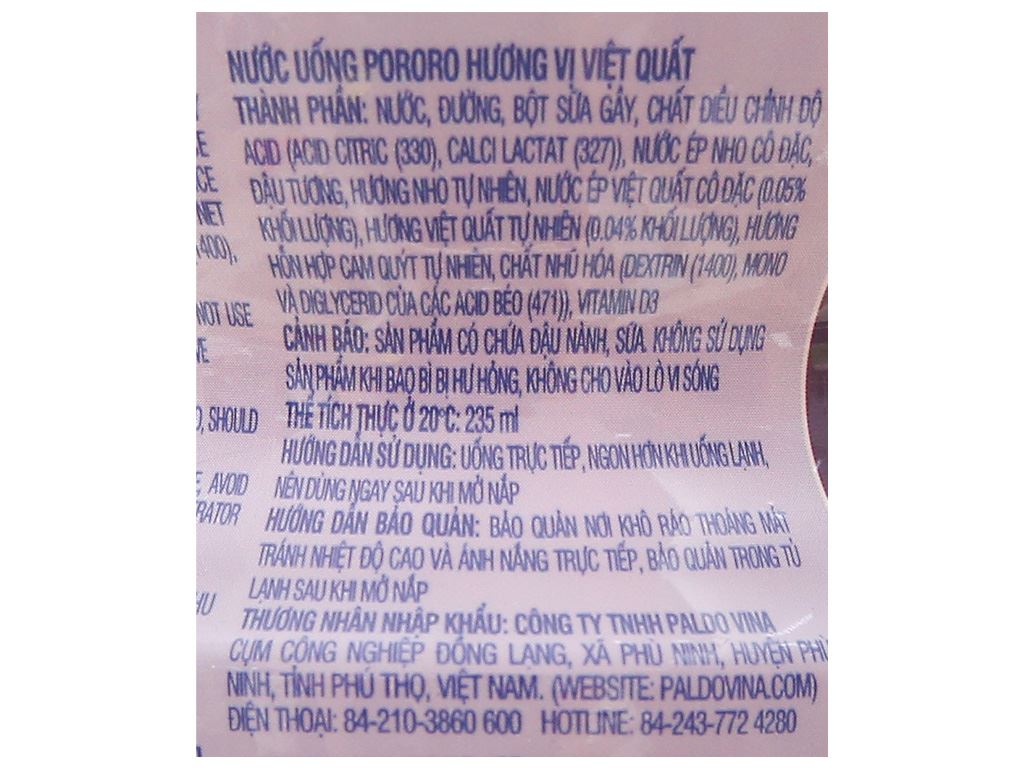 NƯỚC UỐNG PORORO HƯƠNG VỊ VIỆT QUẤT
THÀNH PHẦN: NƯỚC, ĐƯỜNG, BỘT SỮA GẦY, CHẤT ĐIỀU CHỈNH ĐỘ
ACID (ACID CITRIC (330), CALCI LACTAT (327)), NƯỚC ÉP NHO CÔ ĐẶC,
ĐẬU TƯƠNG, HƯƠNG NHO TỰ NHIÊN, NƯỚC ÉP VIỆT QUẤT CÔ ĐẶC (0.05%
KHỐI LƯỢNG), HƯƠNG VIỆT QUẤT TỰ NHIÊN (0.04% KHỐI LƯỢNG), HƯƠNG
HỖN HỢP CAM QUÝT TỰ NHIÊN, CHẤT NHŨ HÓA (DEXTRIN (1400), MONO
VÀ DIGLYCERID CỦA CÁC ACID BÉO (471)), VITAMIN D3
CẢNH BÁO: SẢN PHẨM CÓ CHỨA ĐẬU NÀNH, SỮA. KHÔNG SỬ DỤNG
SẢN PHẨM KHI BAO BÌ BỊ HƯ HỎNG, KHÔNG CHO VÀO LÒ VI SÓNG
THỂ TÍCH THỰC Ở 20°C: 235 ml
HƯỚNG DẪN SỬ DỤNG: UỐNG TRỰC TIẾP, NGON HƠN KHI UỐNG LẠNH,
NÊN DÙNG NGAY SAU KHI MỞ NẮP
HƯỚNG DẪN BẢO QUẢN: BẢO QUẢN NƠI KHÔ RÁO THOÁNG MÁT
TRÁNH NHIỆT ĐỘ CAO VÀ ÁNH NẮNG TRỰC TIẾP, BẢO QUẢN TRONG TỦ
LẠNH SAU KHI MỞ NẮP
THƯƠNG NHÂN NHẬP KHẨU: CÔNG TY TNHH PALDO VINA
CỤM CÔNG NGHIỆP ĐỒNG LẠNG, XÃ PHÙ NINH, HUYỆN PHÙ
NINH, TỈNH PHÚ THỌ, VIỆT NAM. (WEBSITE: PALDOVINA.COM)
ĐIỆN THOẠI: 84-210-3860 600 HOTLINE: 84-243-772 4280
NET
1400),
NOT USE
SHOULD
AVOID